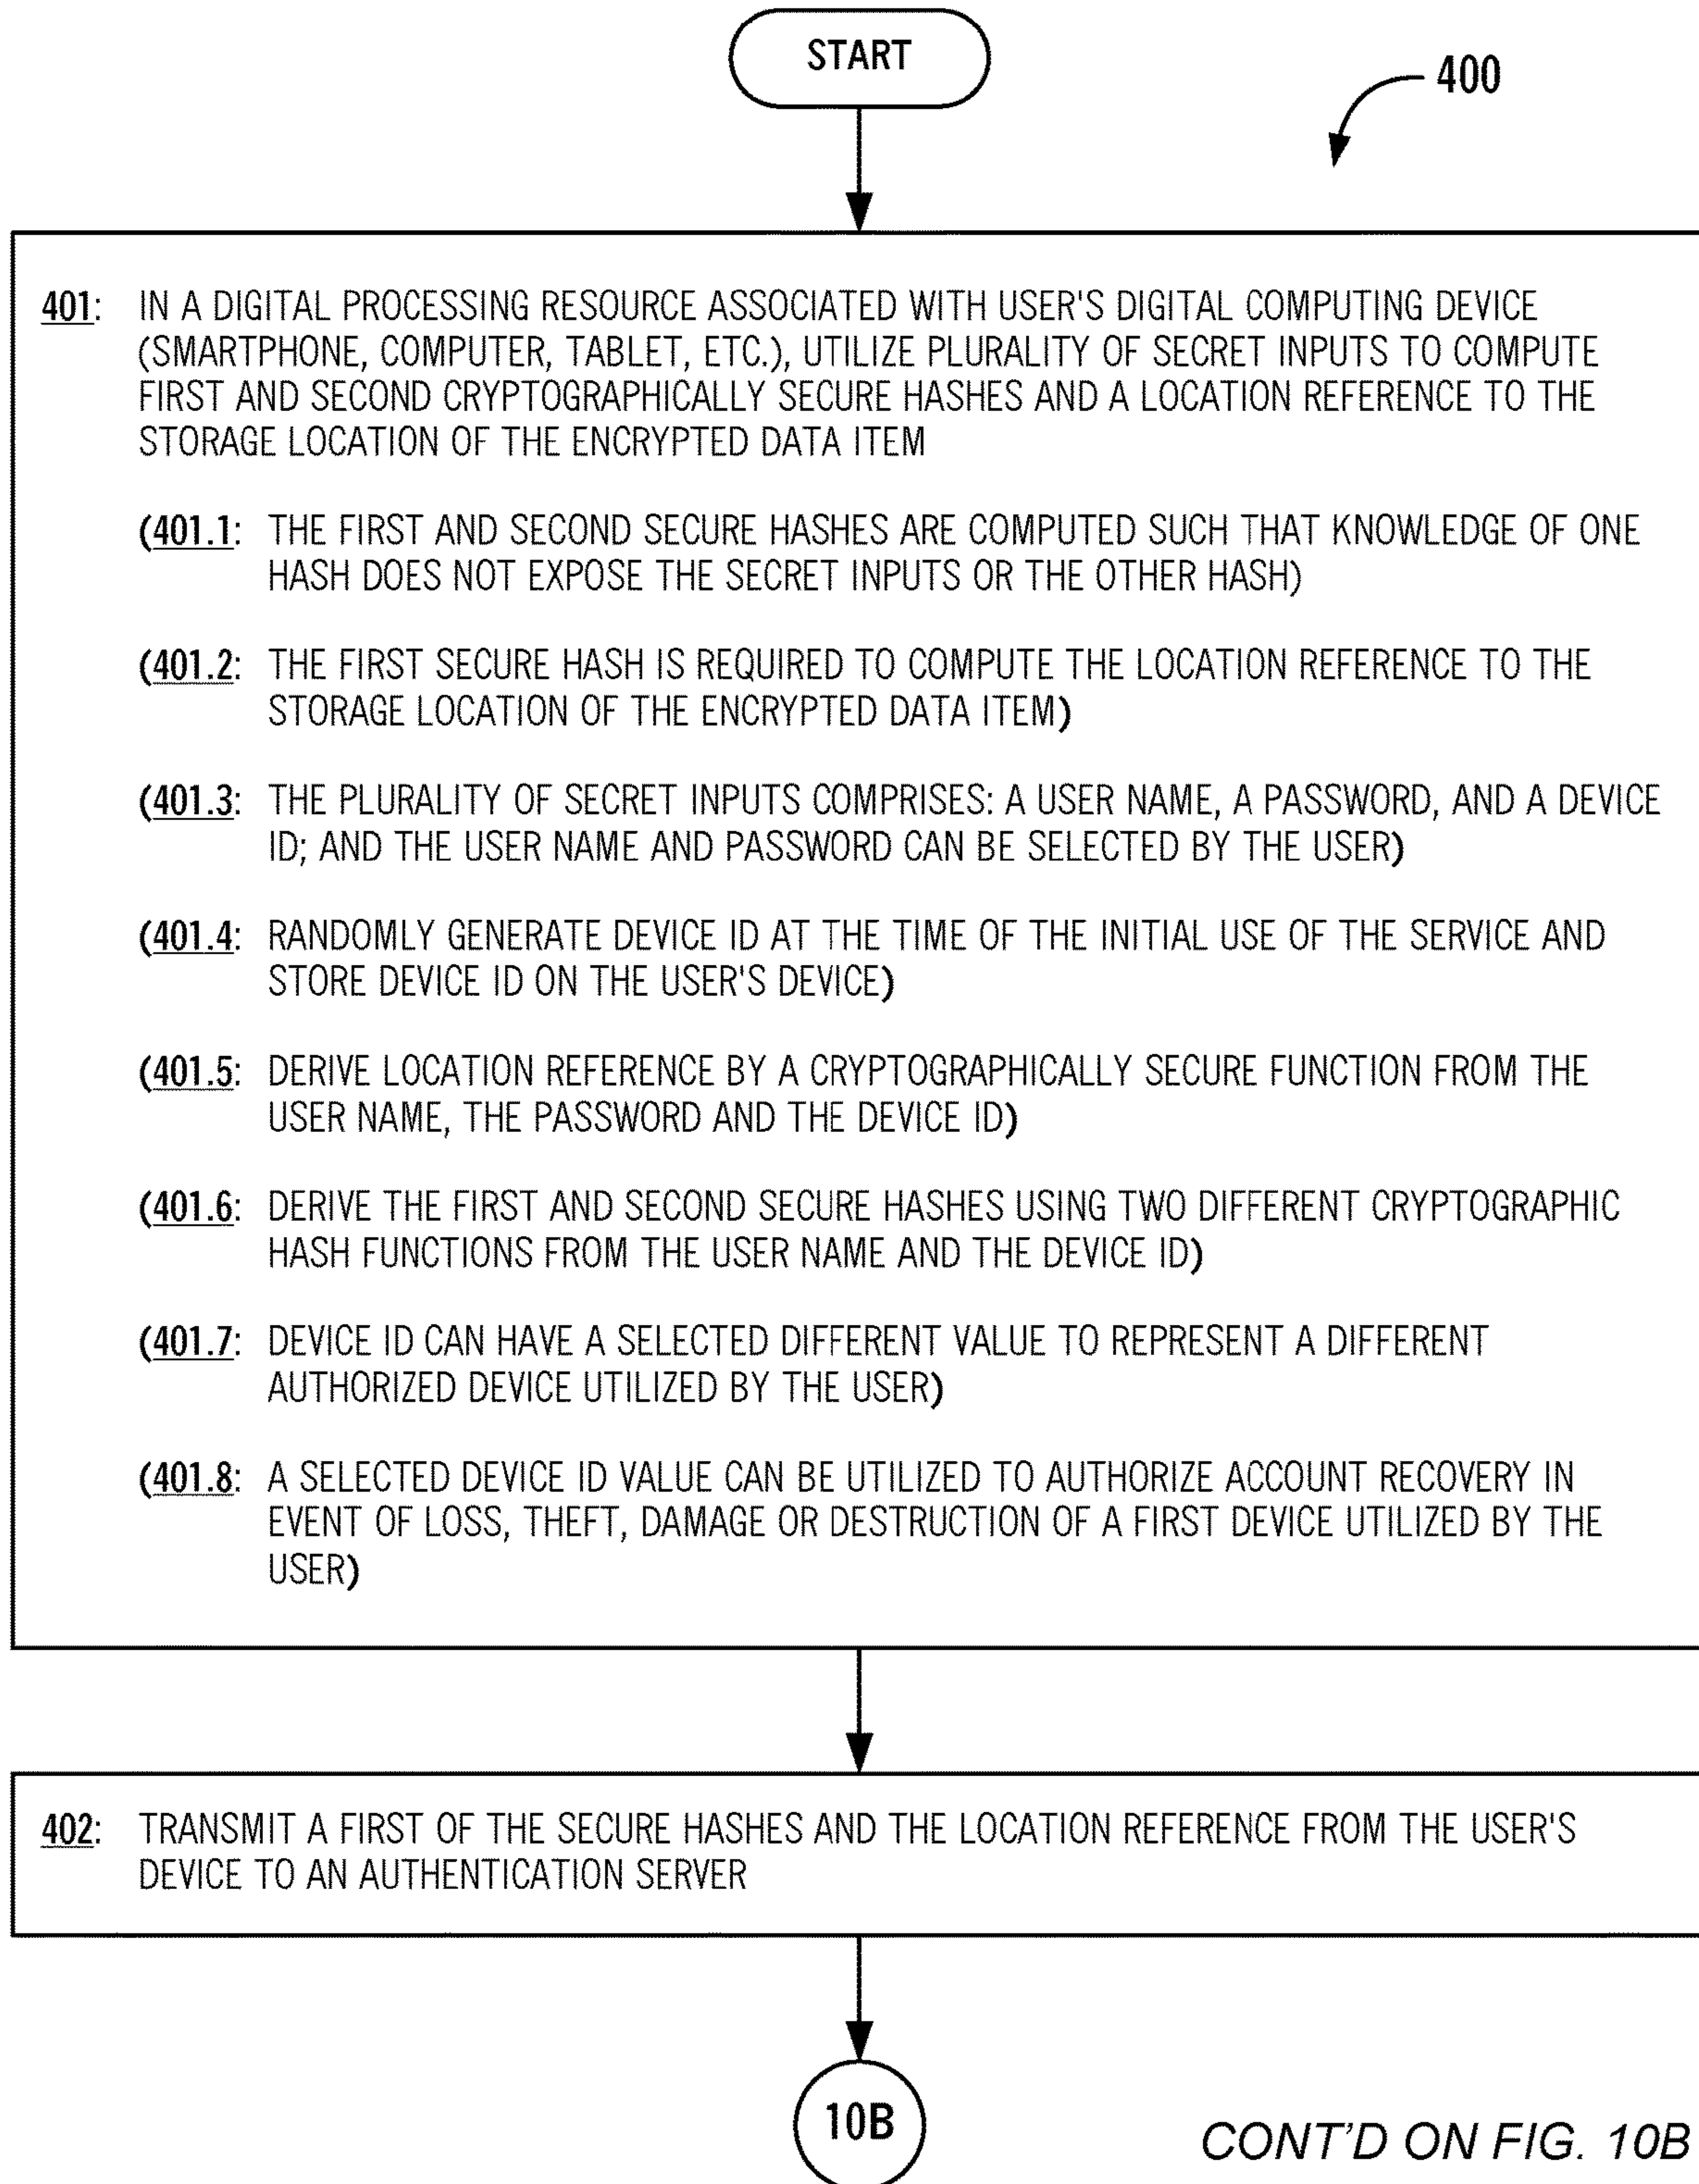 START
400
401: IN A DIGITAL PROCESSING RESOURCE ASSOCIATED WITH USER'S DIGITAL COMPUTING DEVICE
(SMARTPHONE, COMPUTER, TABLET, ETC.), UTILIZE PLURALITY OF SECRET INPUTS TO COMPUTE
FIRST AND SECOND CRYPTOGRAPHICALLY SECURE HASHES AND A LOCATION REFERENCE TO THE
STORAGE LOCATION OF THE ENCRYPTED DATA ITEM
(401.1: THE FIRST AND SECOND SECURE HASHES ARE COMPUTED SUCH THAT KNOWLEDGE OF ONE
HASH DOES NOT EXPOSE THE SECRET INPUTS OR THE OTHER HASH)
(401.2: THE FIRST SECURE HASH IS REQUIRED TO COMPUTE THE LOCATION REFERENCE TO THE
STORAGE LOCATION OF THE ENCRYPTED DATA ITEM)
(401.3: THE PLURALITY OF SECRET INPUTS COMPRISES: A USER NAME, A PASSWORD, AND A DEVICE
ID; AND THE USER NAME AND PASSWORD CAN BE SELECTED BY THE USER)
(401.4: RANDOMLY GENERATE DEVICE ID AT THE TIME OF THE INITIAL USE OF THE SERVICE AND
STORE DEVICE ID ON THE USER'S DEVICE)
(401.5: DERIVE LOCATION REFERENCE BY A CRYPTOGRAPHICALLY SECURE FUNCTION FROM THE
USER NAME, THE PASSWORD AND THE DEVICE ID)
(401.6: DERIVE THE FIRST AND SECOND SECURE HASHES USING TWO DIFFERENT CRYPTOGRAPHIC
HASH FUNCTIONS FROM THE USER NAME AND THE DEVICE ID)
(401.7: DEVICE ID CAN HAVE A SELECTED DIFFERENT VALUE TO REPRESENT A DIFFERENT
AUTHORIZED DEVICE UTILIZED BY THE USER)
(401.8: A SELECTED DEVICE ID VALUE CAN BE UTILIZED TO AUTHORIZE ACCOUNT RECOVERY IN
EVENT OF LOSS, THEFT, DAMAGE OR DESTRUCTION OF A FIRST DEVICE UTILIZED BY THE
USER)
402: TRANSMIT A FIRST OF THE SECURE HASHES AND THE LOCATION REFERENCE FROM THE USER'S
DEVICE TO AN AUTHENTICATION SERVER
10B
CONT'D ON FIG. 10B